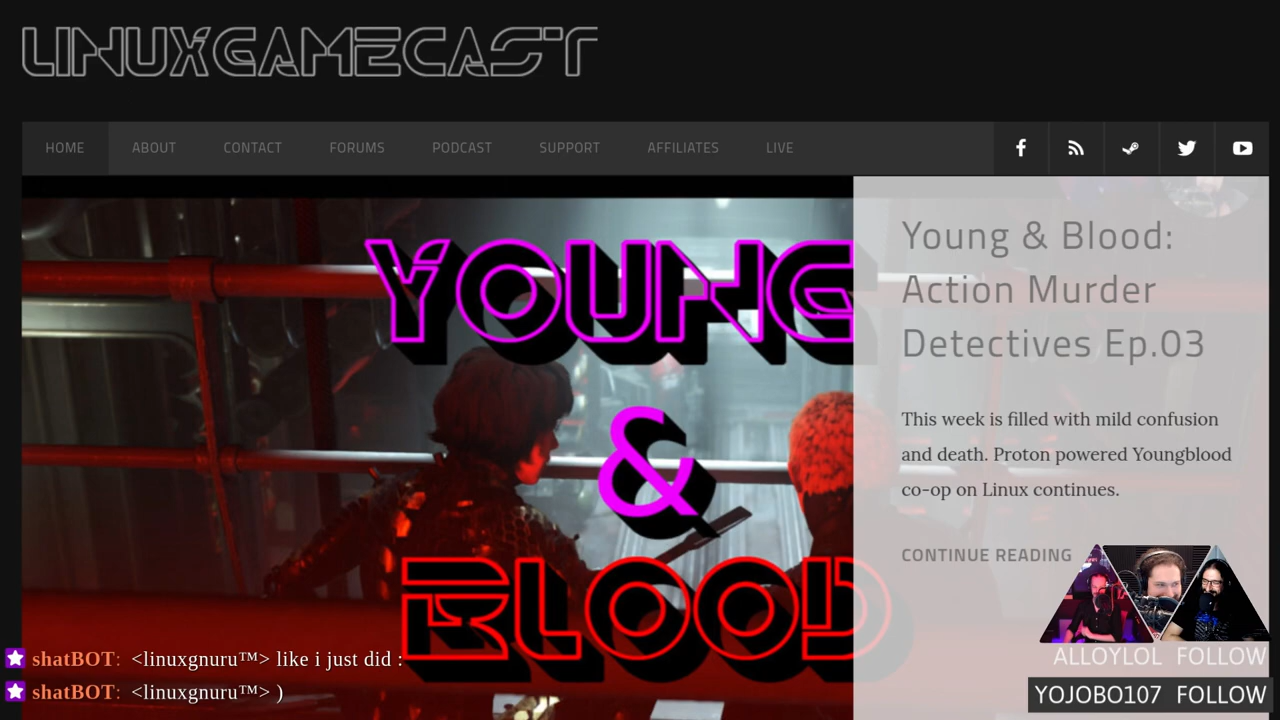 LINUXGAMECAST
HOME ABOUT CONTACT FORUMS PODCAST SUPPORT AFFILIATES LIVE
YOUNG
&
BLOOD
Young & Blood:
Action Murder
Detectives Ep.03
This week is filled with mild confusion
and death. Proton powered Youngblood
co-op on Linux continues.
CONTINUE READING
shatBOT: <linuxgnuru™> like i just did :
shatBOT: <linuxgnuru™> )
ALLOYLOL FOLLOW
YOJOBO107 FOLLOW